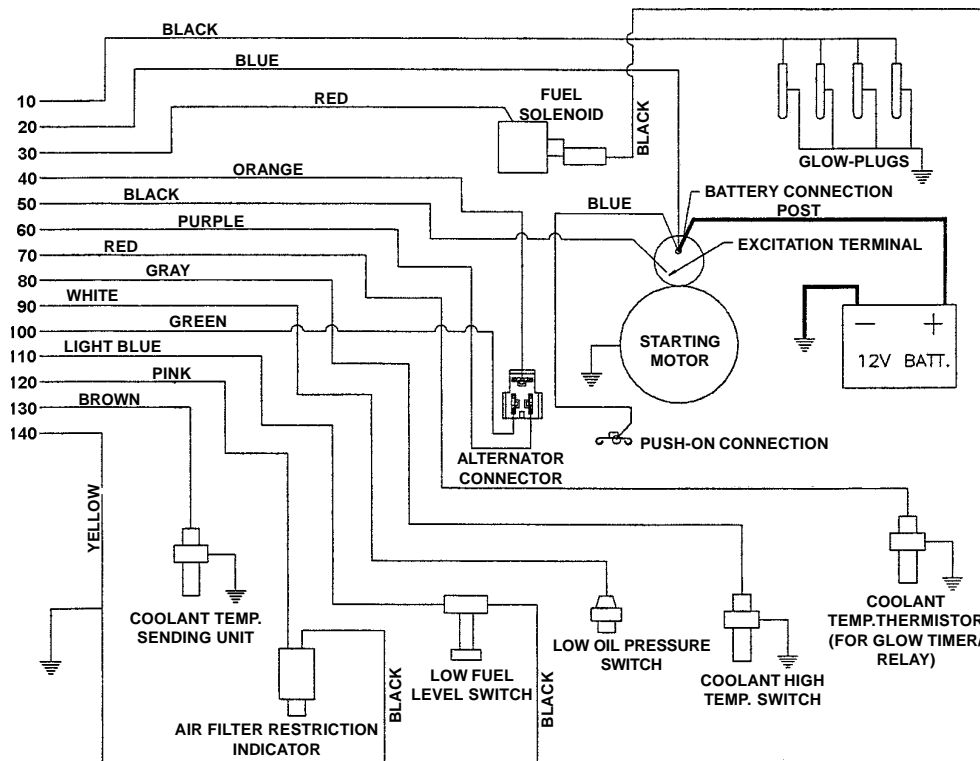 BLACK
BLUE
RED
FUEL
SOLENOID
BLACK
10
20
30
40
50
60
70
80
90
100
110
120
130
140
ORANGE
BLACK
PURPLE
RED
GRAY
WHITE
GREEN
LIGHT BLUE
PINK
BROWN
YELLOW
GLOW-PLUGS
BLUE
BATTERY CONNECTION
POST
EXCITATION TERMINAL
STARTING
MOTOR
12V BATT.
ALTERNATOR
CONNECTOR
PUSH-ON CONNECTION
COOLANT TEMP.
SENDING UNIT
AIR FILTER RESTRICTION
INDICATOR
BLACK
LOW FUEL
LEVEL SWITCH
BLACK
LOW OIL PRESSURE
SWITCH
COOLANT HIGH
TEMP. SWITCH
COOLANT
TEMP.THERMISTOR
(FOR GLOW TIMER/
RELAY)